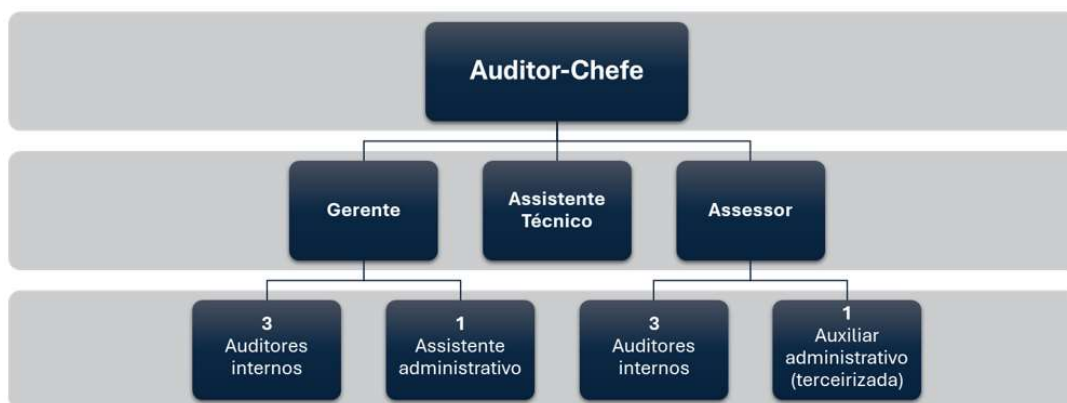 Auditor-Chefe
Gerente
Assistente
Técnico
Assessor
3
Auditores
internos
1
Assistente
administrativo
3
Auditores
internos
1
Auxiliar
administrativo
(terceirizada)